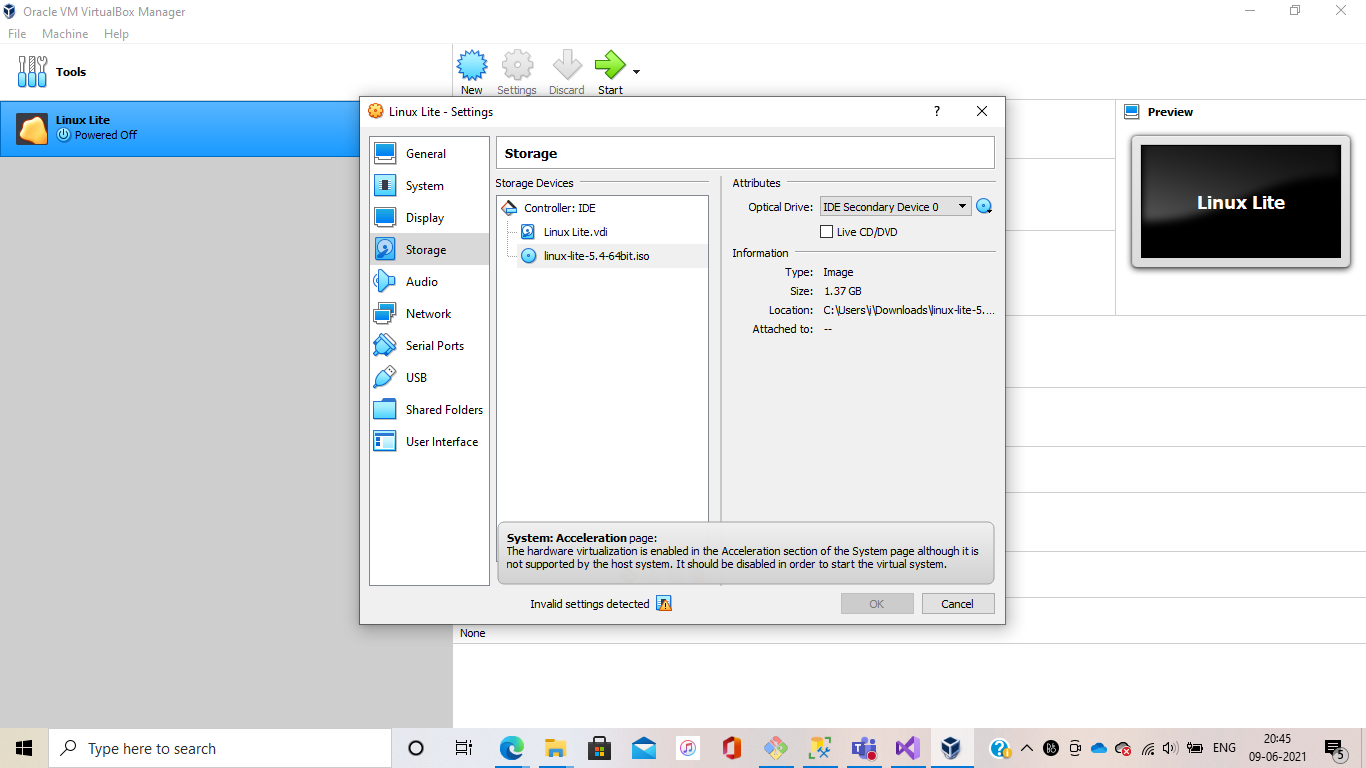 Oracle VM VirtualBox Manager
File Machine Help
Tools
New Settings Discard Start
Linux Lite
Powered Off
Linux Lite - Settings
?
General
System
Display
Storage
Audio
Network
Serial Ports
USB
Shared Folders
User Interface
Storage
Storage Devices
Controller: IDE
Linux Lite.vdi
linux-lite-5.4-64bit.iso
Attributes
Optical Drive: IDE Secondary Device 0
Live CD/DVD
Information
Type: Image
Size: 1.37 GB
Location: C:\Users\i\Downloads\linux-lite-5....
Attached to: --
System: Acceleration page:
The hardware virtualization is enabled in the Acceleration section of the System page although it is
not supported by the host system. It should be disabled in order to start the virtual system.
Invalid settings detected
OK Cancel
Preview
Linux Lite
None
Type here to search
ENG
20:45
09-06-2021
5